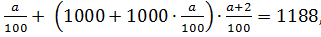 a/100 + (1000 + 1000 · a/100) · a+2/100 = 1188,